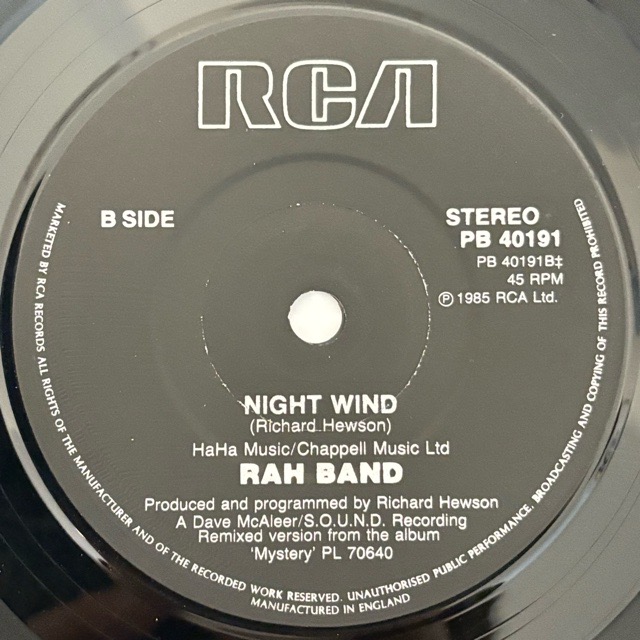 RCA
B SIDE
STEREO
PB 40191
PB 40191B‡
45 RPM
℗ 1985 RCA Ltd.
NIGHT WIND
(Richard Hewson)
HaHa Music/Chappell Music Ltd
RAH BAND
Produced and programmed by Richard Hewson
A Dave McAleer/S.O.U.N.D. Recording
Remixed version from the album
'Mystery' PL 70640
MARKETED BY RCA RECORDS. ALL RIGHTS OF THE MANUFACTURER AND OF THE RECORDED WORK RESERVED. UNAUTHORISED PUBLIC PERFORMANCE, BROADCASTING AND COPYING OF THIS RECORD PROHIBITED
MANUFACTURED IN ENGLAND